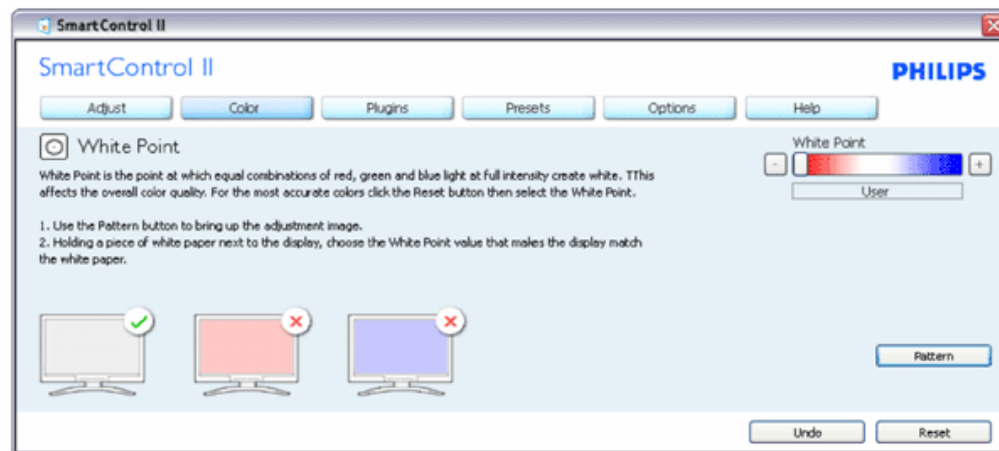 SmartControl II
SmartControl II
PHILIPS
Adjust Color Plugins Presets Options Help
White Point
White Point is the point at which equal combinations of red, green and blue light at full intensity create white. TThis
affects the overall color quality. For the most accurate colors click the Reset button then select the White Point.
1. Use the Pattern button to bring up the adjustment image.
2. Holding a piece of white paper next to the display, choose the White Point value that makes the display match
the white paper.
White Point
- +
User
Pattern
Undo Reset